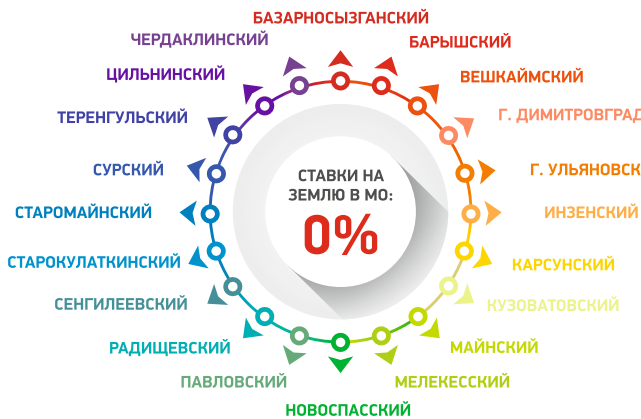 БАЗАРНОСЫЗГАНСКИЙ
БАРЫШСКИЙ
ВЕШКАЙМСКИЙ
Г. ДИМИТРОВГРАД
Г. УЛЬЯНОВСК
ИНЗЕНСКИЙ
КАРСУНСКИЙ
КУЗОВАТОВСКИЙ
МАЙНСКИЙ
МЕЛЕКЕССКИЙ
НОВОСПАССКИЙ
ПАВЛОВСКИЙ
РАДИЩЕВСКИЙ
СЕНГИЛЕЕВСКИЙ
СТАРОКУЛАТКИНСКИЙ
СТАРОМАЙНСКИЙ
СУРСКИЙ
ТЕРЕНГУЛЬСКИЙ
ЦИЛЬНИНСКИЙ
ЧЕРДАКЛИНСКИЙ
СТАВКИ НА
ЗЕМЛЮ В МО:
0%